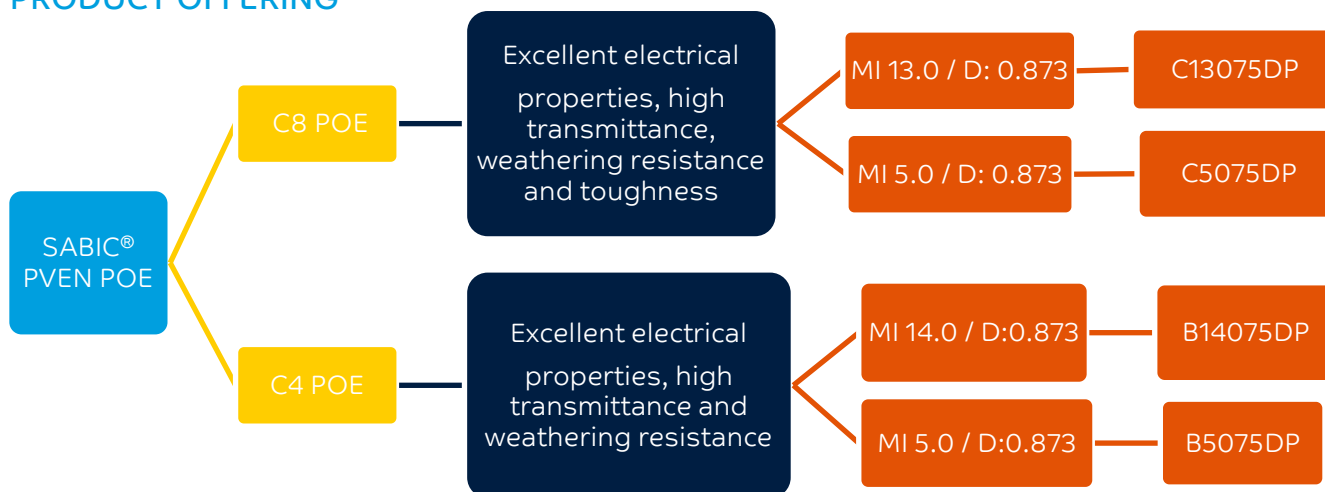 PRODUCT OFFERING
SABIC®
PVEN POE
C8 POE
Excellent electrical
properties, high
transmittance,
weathering resistance
and toughness
MI 13.0 / D: 0.873
C13075DP
MI 5.0 / D: 0.873
C5075DP
C4 POE
Excellent electrical
properties, high
transmittance and
weathering resistance
MI 14.0 / D:0.873
B14075DP
MI 5.0 / D:0.873
B5075DP